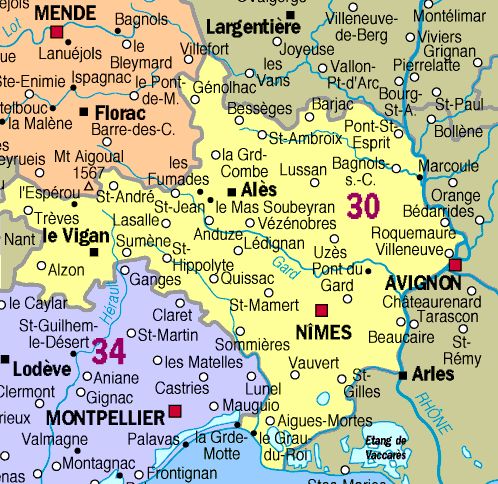 MENDE
Bagnols
Largentière
Villeneuve-
de-Berg
Montélimar
Lot
Lanuéjols
le
Bleymard
Villefort
Joyeuse
Viviers
Grignan
Ste-Enimie
Ispagnac
le Pont-
de-M.
Génolhac
les
Vans
Vallon-
Pt-d'Arc
Pierrelatte
Bourg-
St-A.
St-Paul
la Malène
Florac
Bessèges
Barjac
Bollène
Barre-des-C.
St-Ambroix
Pont-St-
Esprit
Mt Aigoual
1567
les
Fumades
la Grd-
Combe
Lussan
Bagnols-
s.-C.
Marcoule
l'Espérou
St-André
Alès
30
Orange
Trèves
St-Jean
le Mas Soubeyran
Bédarrides
Lasalle
Vézénobres
Roquemaure
Nant
le Vigan
Anduze
Villeneuve
Sumène
Lédignan
Uzès
Alzon
St-
Hippolyte
Gard
Pont du
Gard
AVIGNON
Ganges
Quissac
le Caylar
Hérault
Claret
St-Mamert
Châteaurenard
St-Guilhem-
le-Désert
34
St-Martin
NÎMES
Tarascon
Sommières
Beaucaire
St-
Rémy
Lodève
les Matelles
Vauvert
Arles
Aniane
Clermont
Gignac
Castries
Lunel
St-
Gilles
MONTPELLIER
Mauguio
RHÔNE
Aigues-Mortes
Valmagne
Palavas
la Grde-
Motte
le Grau-
du-Roi
Etang de
Vaccarès
Montagnac
Frontignan